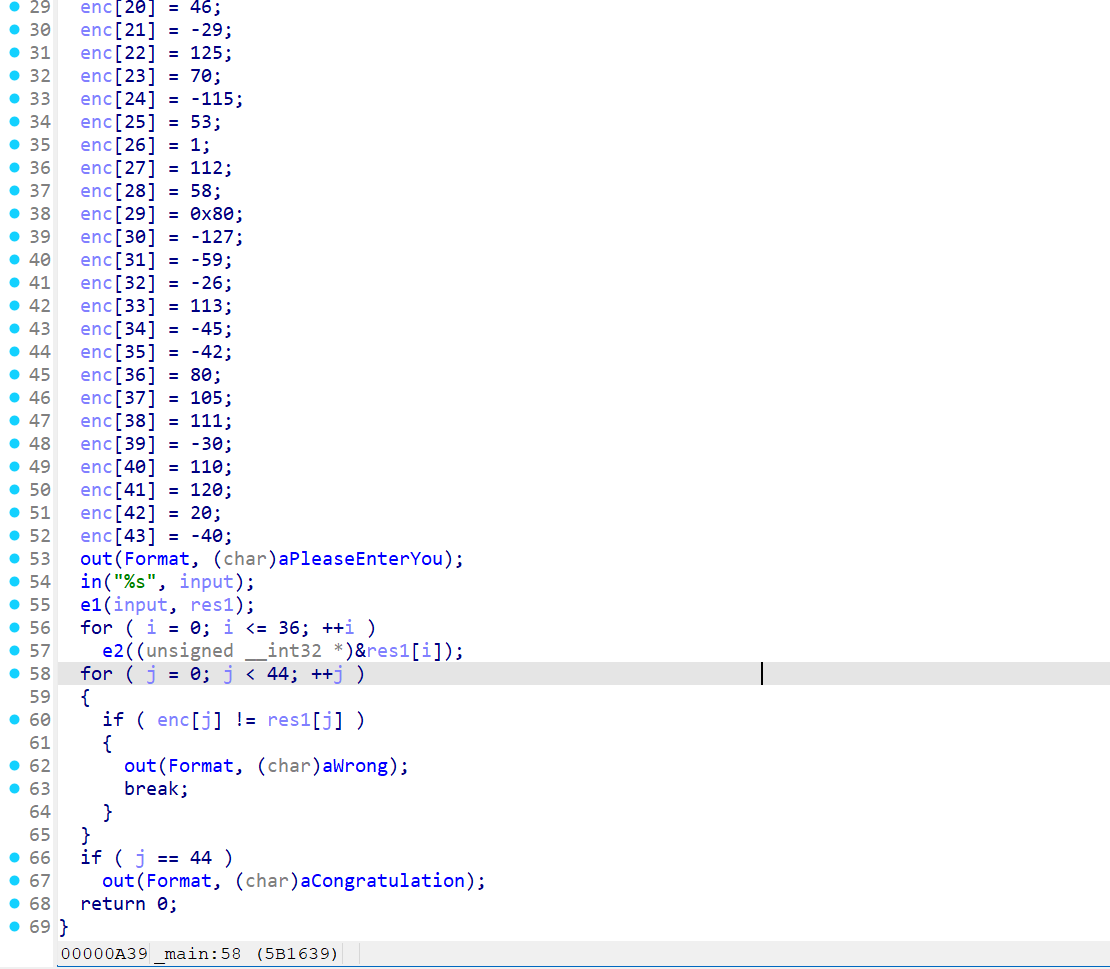 29 enc[20] = 46;
30 enc[21] = -29;
31 enc[22] = 125;
32 enc[23] = 70;
33 enc[24] = -115;
34 enc[25] = 53;
35 enc[26] = 1;
36 enc[27] = 112;
37 enc[28] = 58;
38 enc[29] = 0x80;
39 enc[30] = -127;
40 enc[31] = -59;
41 enc[32] = -26;
42 enc[33] = 113;
43 enc[34] = -45;
44 enc[35] = -42;
45 enc[36] = 80;
46 enc[37] = 105;
47 enc[38] = 111;
48 enc[39] = -30;
49 enc[40] = 110;
50 enc[41] = 120;
51 enc[42] = 20;
52 enc[43] = -40;
53 out(Format, (char)aPleaseEnterYou);
54 in("%s", input);
55 e1(input, res1);
56 for ( i = 0; i <= 36; ++i )
57 e2((unsigned __int32 *)&res1[i]);
58 for ( j = 0; j < 44; ++j )
59 {
60 if ( enc[j] != res1[j] )
61 {
62 out(Format, (char)aWrong);
63 break;
64 }
65 }
66 if ( j == 44 )
67 out(Format, (char)aCongratulation);
68 return 0;
69 }
00000A39 _main:58 (5B1639)